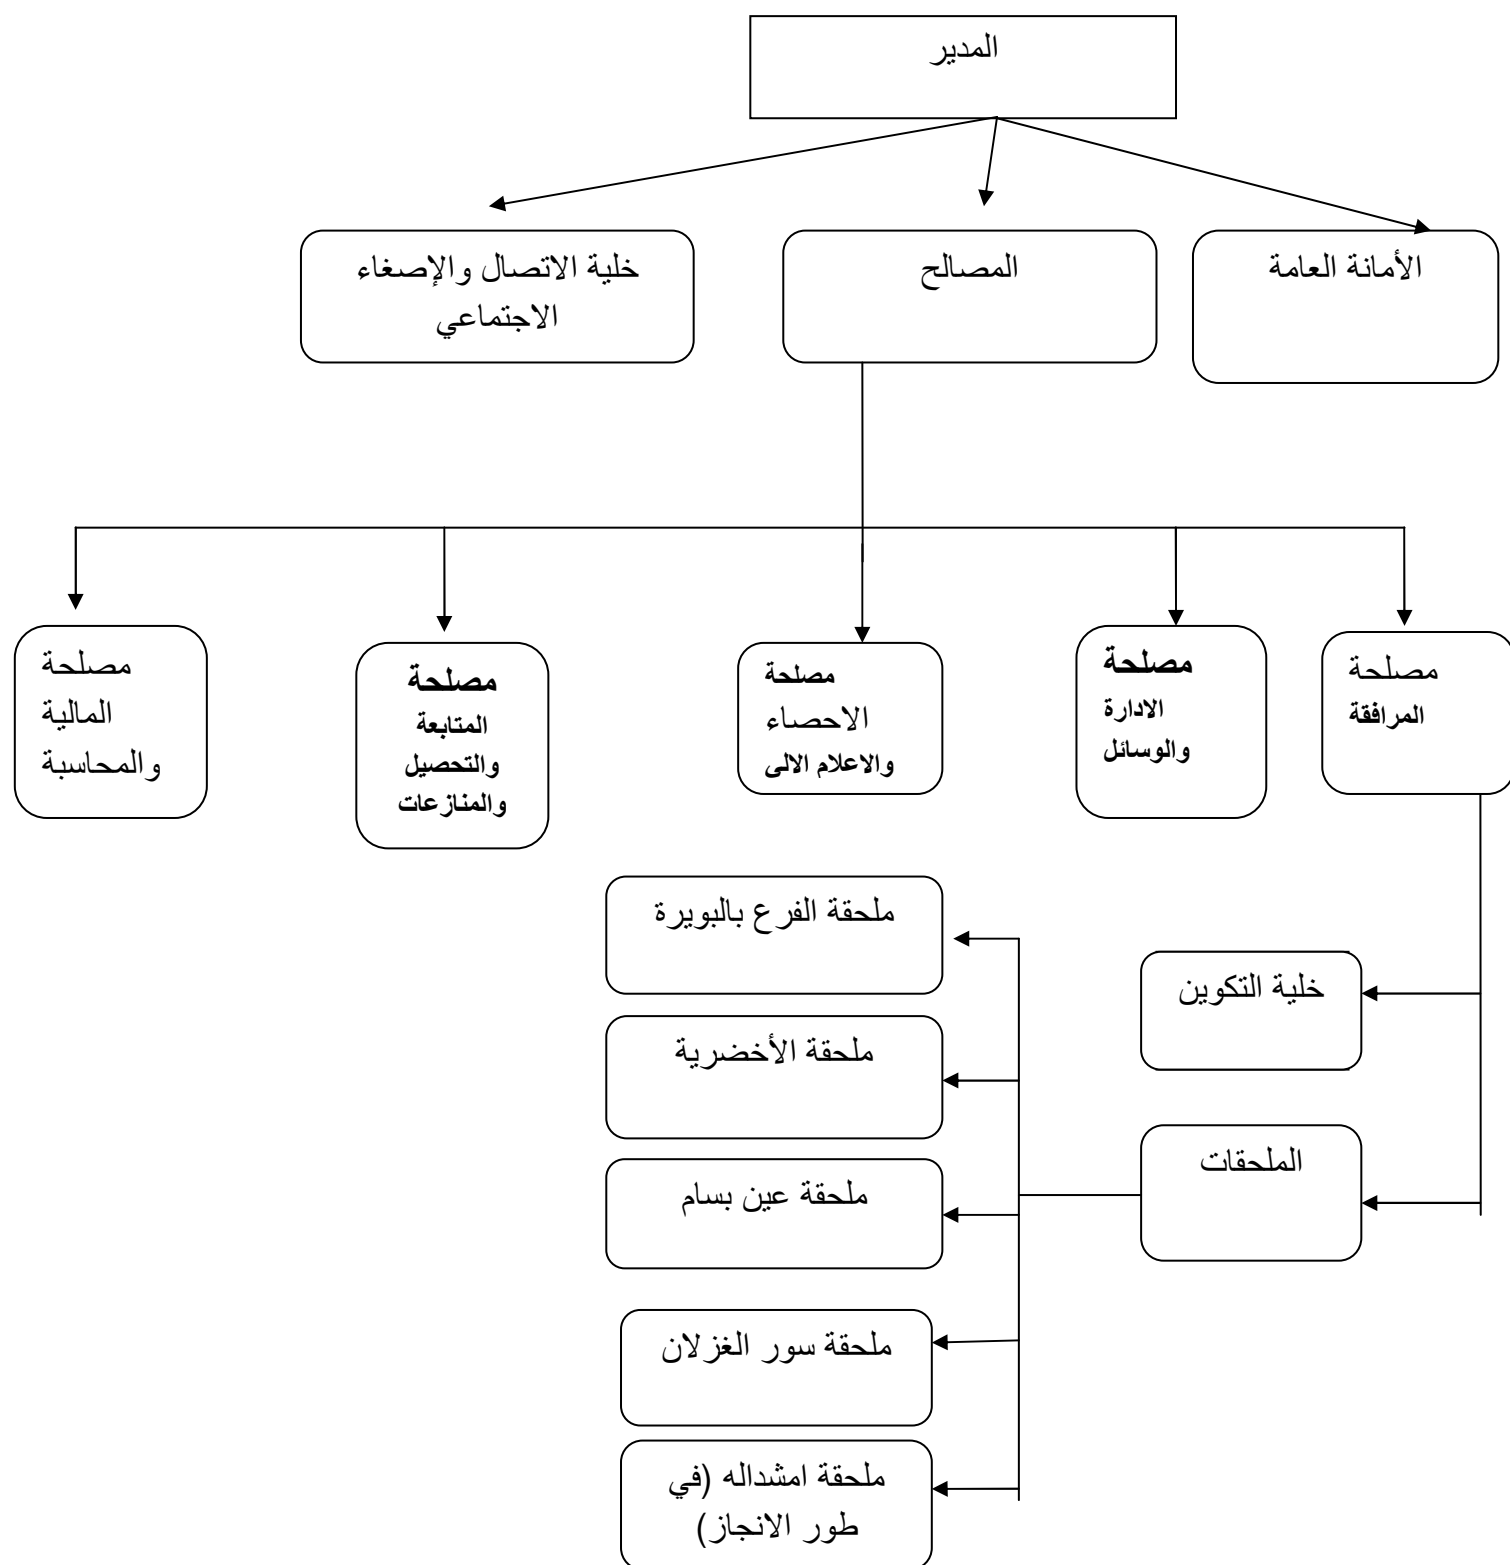 المدير
الأمانة العامة
المصالح
خلية الاتصال والإصغاء
الاجتماعي
مصلحة
المرافقة
مصلحة
الادارة
والوسائل
مصلحة
الاحصاء
والاعلام الالى
مصلحة
المتابعة
والتحصيل
والمنازعات
مصلحة
المالية
والمحاسبة
خلية التكوين
الملحقات
ملحقة الفرع بالبويرة
ملحقة الأخضرية
ملحقة عين بسام
ملحقة سور الغزلان
ملحقة امشداله (في
طور الانجاز)